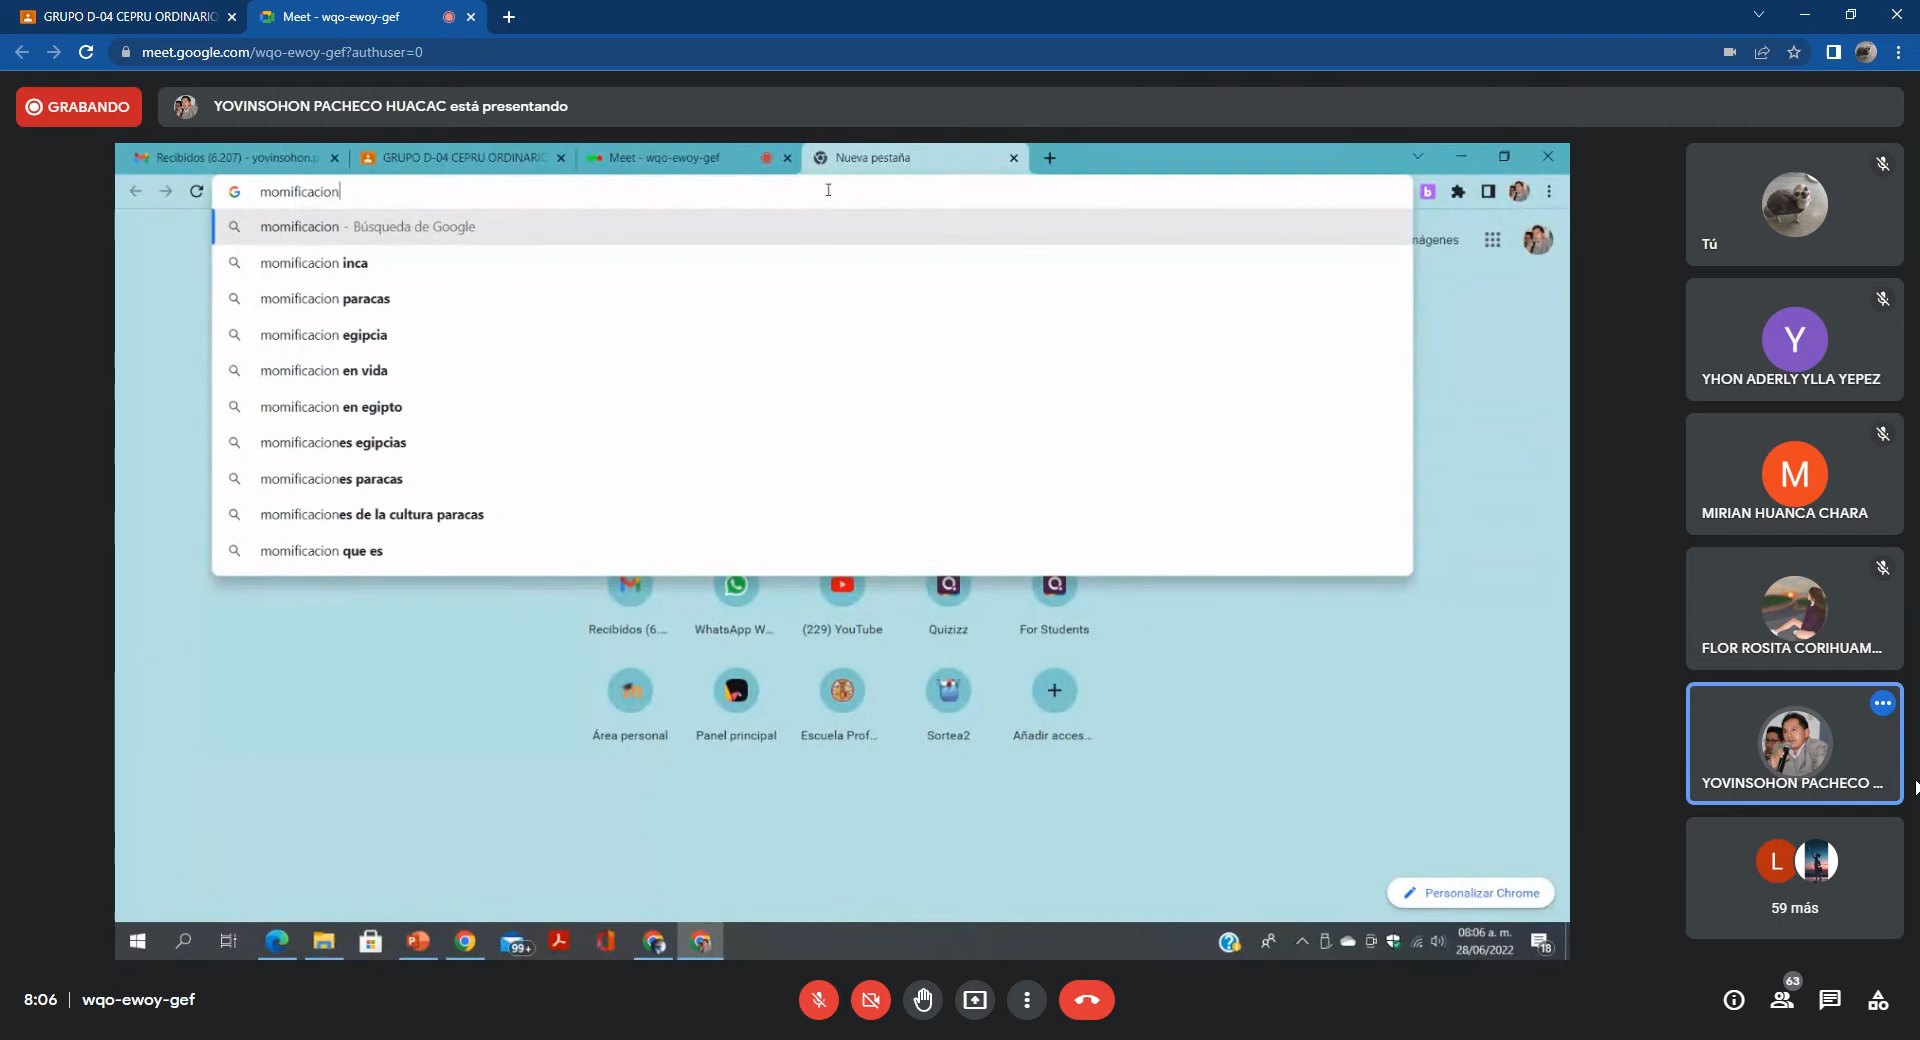 GRUPO D-04 CEPRU ORDINARIO
Meet - wqo-ewoy-gef
meet.google.com/wqo-ewoy-gef?authuser=0
GRABANDO
YOVINSOHON PACHECO HUACAC está presentando
Recibidos (6.207) - yovinsohon.p
GRUPO D-04 CEPRU ORDINARIO
Meet - wqo-ewoy-gef
Nueva pestaña
momificacion
mágenes
momificacion - Búsqueda de Google
momificacion inca
momificacion paracas
momificacion egipcia
momificacion en vida
momificacion en egipto
momificaciones egipcias
momificaciones paracas
momificaciones de la cultura paracas
momificacion que es
Recibidos (6....
WhatsApp W...
(229) YouTube
Quizizz
For Students
Área personal
Panel principal
Escuela Prof...
Sortea2
Añadir acces...
Personalizar Chrome
99+
08:06 a. m.
28/06/2022
18
Tú
Y
YHON ADERLY YLLA YEPEZ
M
MIRIAN HUANCA CHARA
FLOR ROSITA CORIHUAM...
YOVINSOHON PACHECO ...
L
59 más
8:06 | wqo-ewoy-gef
63